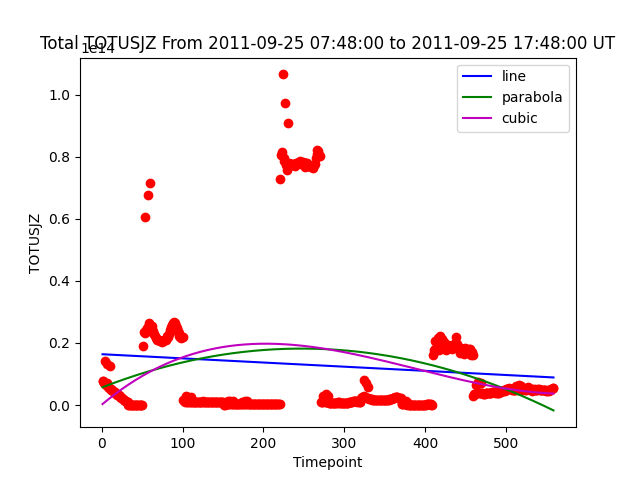 Total TOTUSJZ From 2011-09-25 07:48:00 to 2011-09-25 17:48:00 UT
1e14
line
parabola
cubic
1.0
0.8
0.6
0.4
0.2
0.0
TOTUSJZ
0 100 200 300 400 500
Timepoint